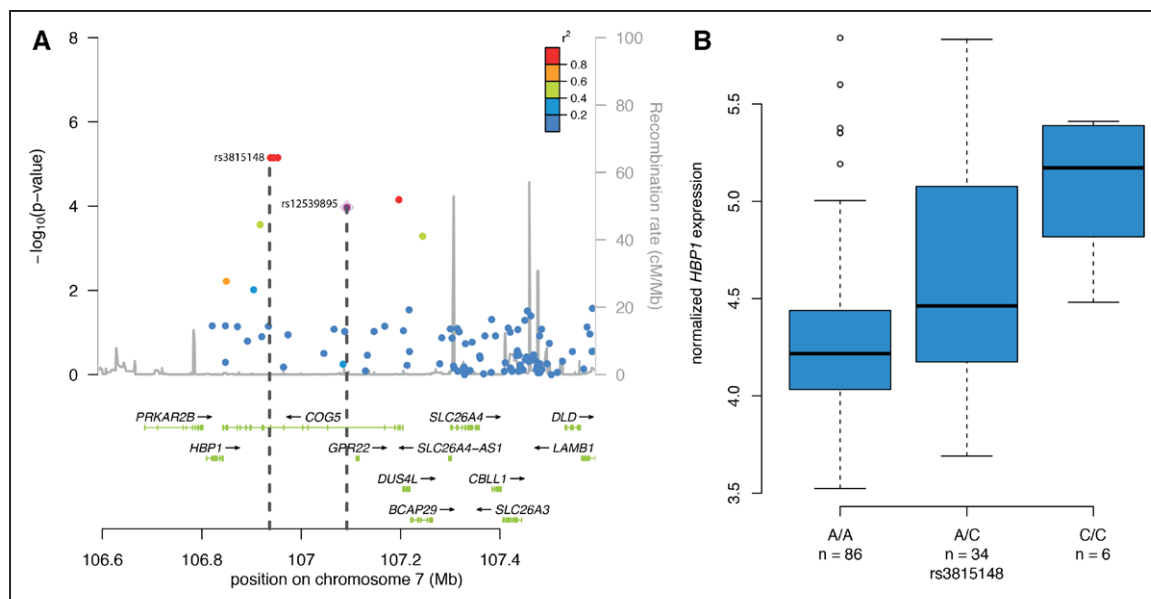 A
8
6
4
2
0
−log10(p−value)
100
80
60
40
20
0
Recombination rate (cM/Mb)
r²
0.8
0.6
0.4
0.2
rs3815148
rs12539895
PRKAR2B
COG5
SLC26A4
DLD
HBP1
GPR22
SLC26A4−AS1
LAMB1
DUS4L
CBLL1
BCAP29
SLC26A3
106.6 106.8 107 107.2 107.4
position on chromosome 7 (Mb)
B
5.5
5.0
4.5
4.0
3.5
normalized HBP1 expression
A/A A/C C/C
n = 86 n = 34 n = 6
rs3815148